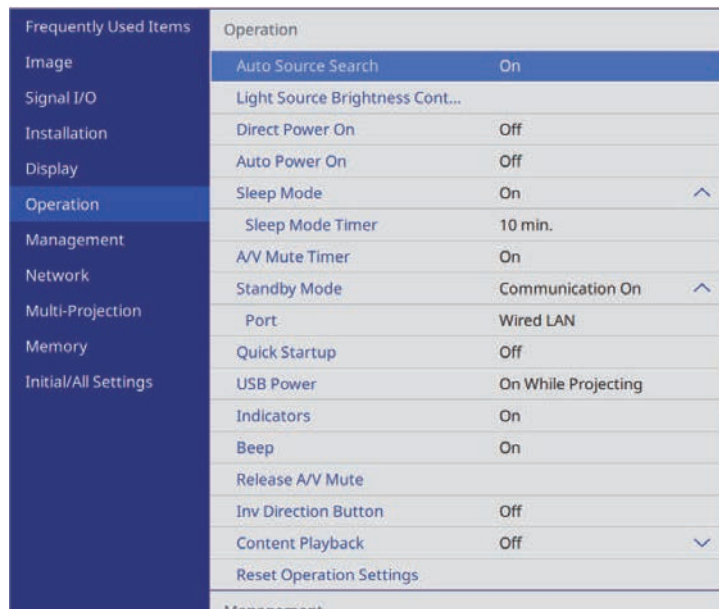 Frequently Used Items
Image
Signal I/O
Installation
Display
Operation
Management
Network
Multi-Projection
Memory
Initial/All Settings
Operation
Auto Source Search On
Light Source Brightness Cont...
Direct Power On Off
Auto Power On Off
Sleep Mode On
Sleep Mode Timer 10 min.
A/V Mute Timer On
Standby Mode Communication On
Port Wired LAN
Quick Startup Off
USB Power On While Projecting
Indicators On
Beep On
Release A/V Mute
Inv Direction Button Off
Content Playback Off
Reset Operation Settings
Management